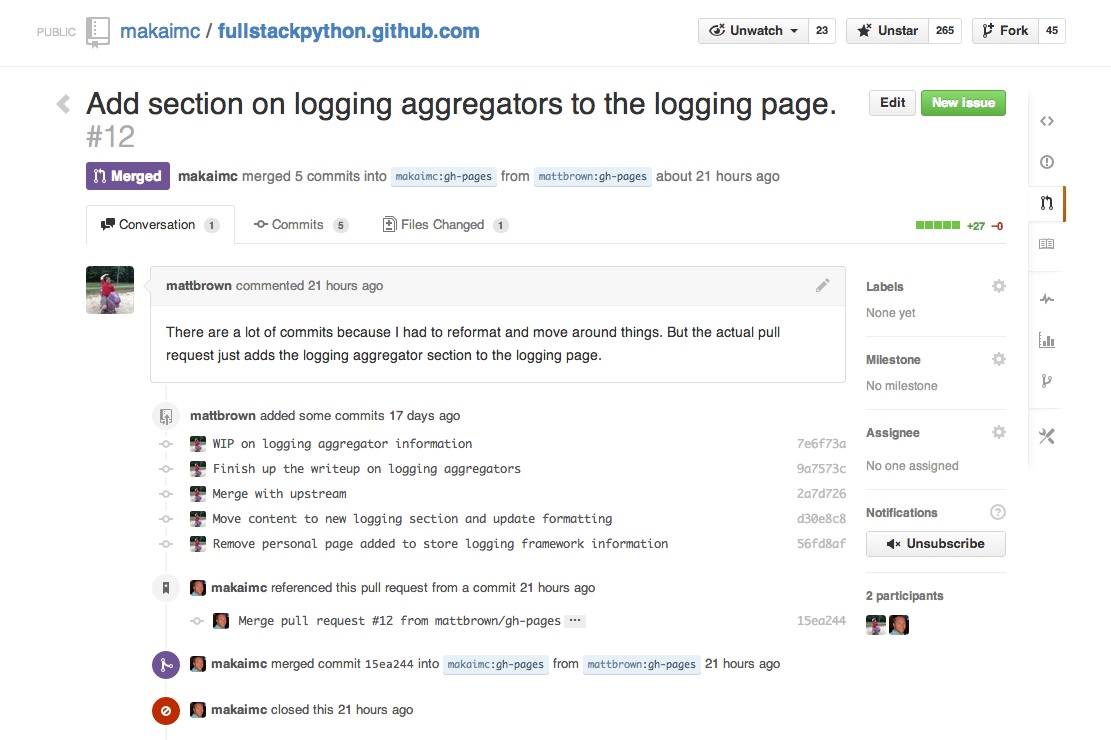 PUBLIC makaimc / fullstackpython.github.com Unwatch 23 Unstar 265 Fork 45
Add section on logging aggregators to the logging page.
#12
Edit New issue
Merged makaimc merged 5 commits into makaimc:gh-pages from mattbrown:gh-pages about 21 hours ago
Conversation 1 Commits 5 Files Changed 1 +27 −0
mattbrown commented 21 hours ago
There are a lot of commits because I had to reformat and move around things. But the actual pull
request just adds the logging aggregator section to the logging page.
mattbrown added some commits 17 days ago
WIP on logging aggregator information 7e6f73a
Finish up the writeup on logging aggregators 9a7573c
Merge with upstream 2a7d726
Move content to new logging section and update formatting d30e8c8
Remove personal page added to store logging framework information 56fd8af
makaimc referenced this pull request from a commit 21 hours ago
Merge pull request #12 from mattbrown/gh-pages ... 15ea244
makaimc merged commit 15ea244 into makaimc:gh-pages from mattbrown:gh-pages 21 hours ago
makaimc closed this 21 hours ago
Labels
None yet
Milestone
No milestone
Assignee
No one assigned
Notifications ?
Unsubscribe
2 participants